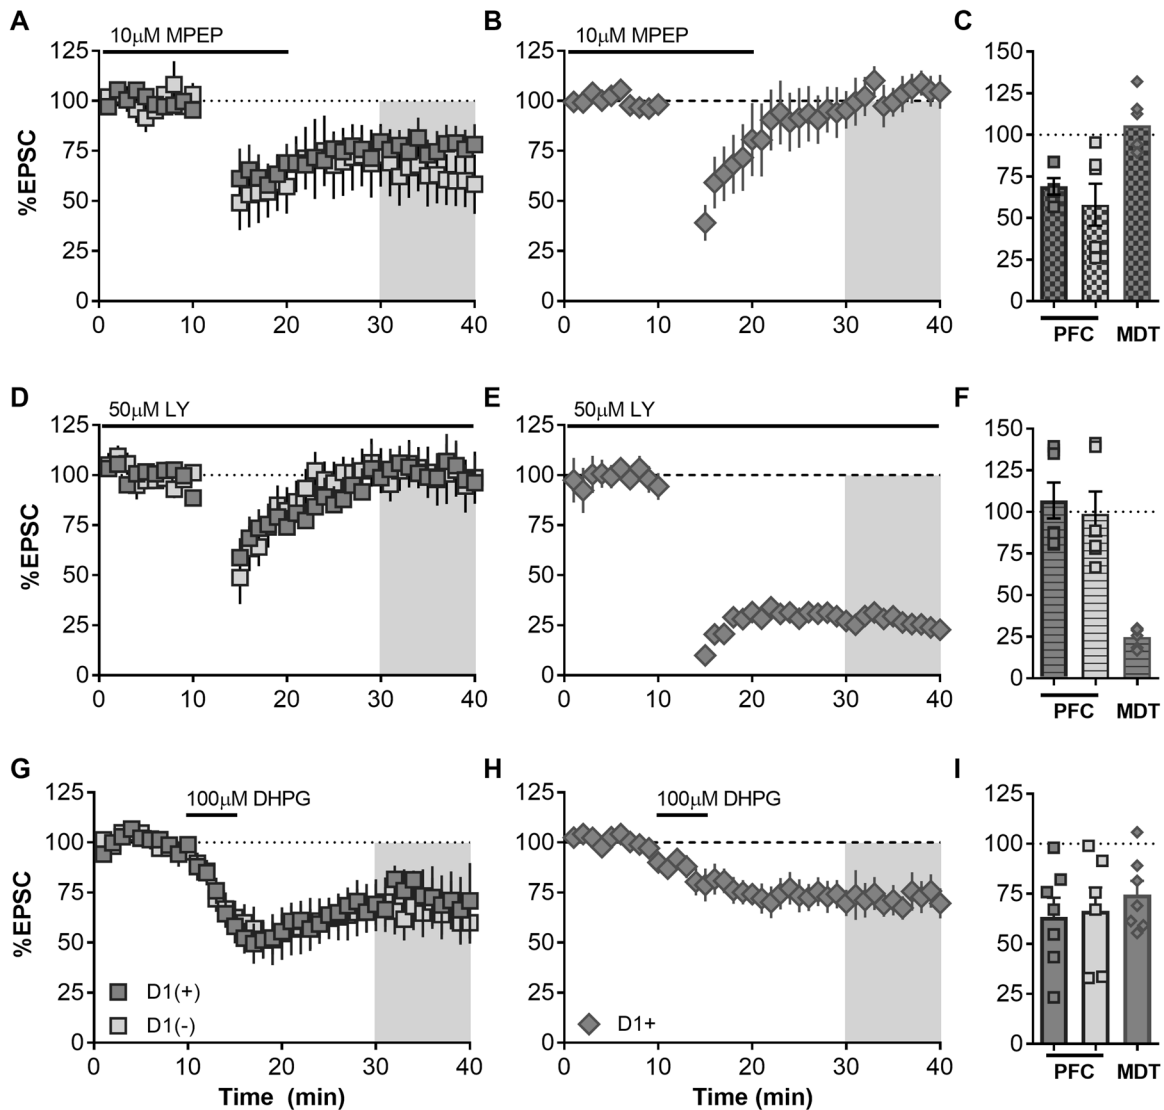 A
10µM MPEP
%EPSC
125
100
75
50
25
0
0 10 20 30 40
B
10µM MPEP
125
100
75
50
25
0
0 10 20 30 40
C
150
125
100
75
50
25
0
PFC MDT
D
50µM LY
%EPSC
125
100
75
50
25
0
0 10 20 30 40
E
50µM LY
125
100
75
50
25
0
0 10 20 30 40
F
150
125
100
75
50
25
0
PFC MDT
G
100µM DHPG
%EPSC
125
100
75
50
25
0
D1(+)
D1(-)
0 10 20 30 40
Time (min)
H
100µM DHPG
125
100
75
50
25
0
D1+
0 10 20 30 40
Time (min)
I
125
100
75
50
25
0
PFC MDT